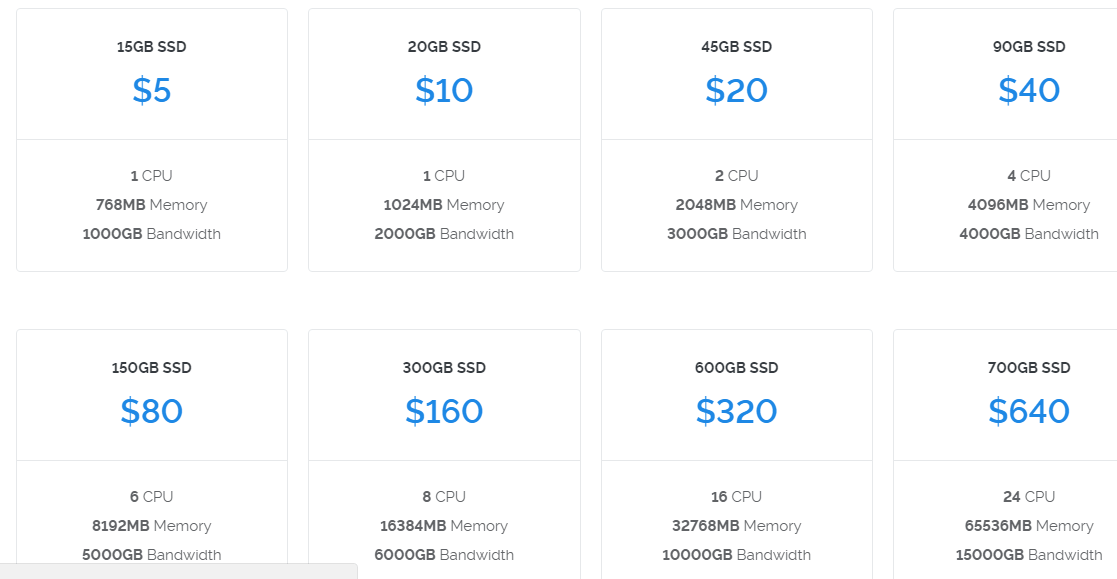 15GB SSD
$5
1 CPU
768MB Memory
1000GB Bandwidth
20GB SSD
$10
1 CPU
1024MB Memory
2000GB Bandwidth
45GB SSD
$20
2 CPU
2048MB Memory
3000GB Bandwidth
90GB SSD
$40
4 CPU
4096MB Memory
4000GB Bandwidth
150GB SSD
$80
6 CPU
8192MB Memory
5000GB Bandwidth
300GB SSD
$160
8 CPU
16384MB Memory
6000GB Bandwidth
600GB SSD
$320
16 CPU
32768MB Memory
10000GB Bandwidth
700GB SSD
$640
24 CPU
65536MB Memory
15000GB Bandwidth